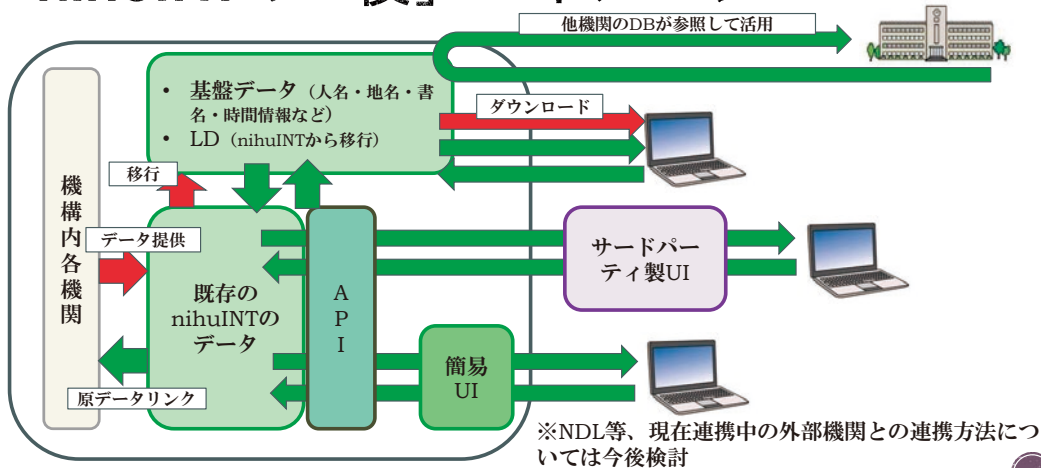 他機関のDBが参照して活用
・ 基盤データ（人名・地名・書
名・時間情報など）
・ LD（nihuINTから移行）
ダウンロード
移行
機構内各機関
データ提供
既存の
nihuINTの
データ
API
サードパー
ティ製UI
簡易
UI
原データリンク
※NDL等、現在連携中の外部機関との連携方法につ
いては今後検討